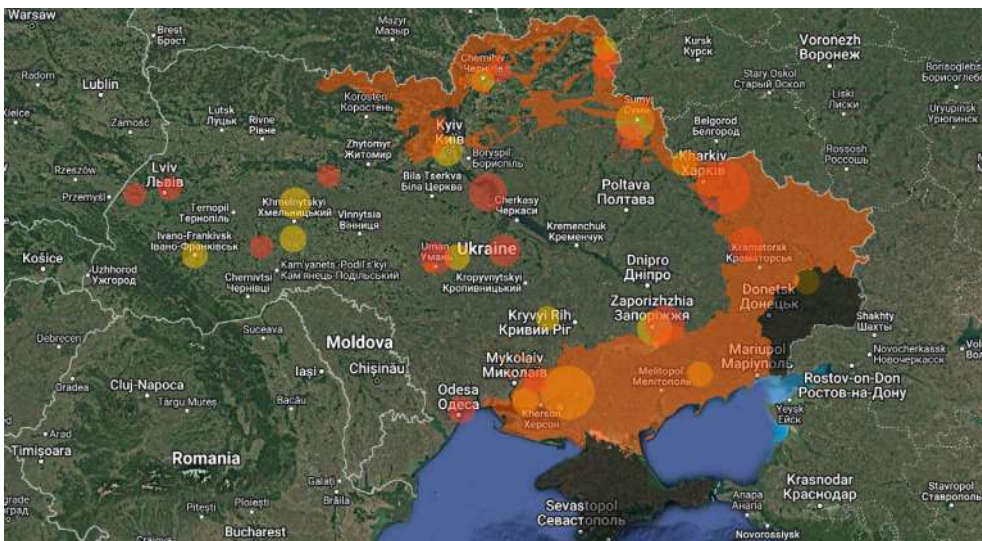 Warsaw
Brest
Брэст
Mazyr
Мазыр
Kursk
Курск
Voronezh
Воронеж
Radom
Lublin
Chernihiv
Чернігів
Stary Oskol
Старый Оскол
Borisoglebs
Борисоглебс
Kielce
Lutsk
Луцьк
Korosten
Коростень
Sumy
Суми
Liski
Лиски
Uryupinsk
Урюпинск
Zamość
Rivne
Рівне
Kyiv
Київ
Belgorod
Белгород
Rzeszów
Zhytomyr
Житомир
Boryspil
Бориспіль
Kharkiv
Харків
Rossosh
Россошь
Przemyśl
Lviv
Львів
Bila Tserkva
Біла Церква
Poltava
Полтава
Ternopil
Тернопіль
Khmelnytskyi
Хмельницький
Vinnytsia
Вінниця
Cherkasy
Черкаси
Kremenchuk
Кременчук
Ivano-Frankivsk
Івано-Франківськ
Uman
Умань
Ukraine
Kramatorsk
Краматорськ
Košice
Uzhhorod
Ужгород
Chernivtsi
Чернівці
Kam'yanets'-Podil's'kyi
Кам'янець-Подільський
Kropyvnytskyi
Кропивницький
Dnipro
Дніпро
Donetsk
Донецьк
Zaporizhzhia
Запоріжжя
Kryvyi Rih
Кривий Ріг
Shakhty
Шахты
Suceava
Debrecen
Moldova
Mariupol
Маріуполь
Novocherkassk
Новочеркасск
Iași
Chișinău
Mykolaiv
Миколаїв
Melitopol
Мелітополь
Rostov-on-Don
Ростов-на-Дону
Oradea
Cluj-Napoca
Târgu Mureș
Bacău
Odesa
Одеса
Kherson
Херсон
Yeysk
Ейск
Arad
Timișoara
Romania
Galați
Krasnodar
Краснодар
Stavropol
Ставрополь
Pitești
Ploiești
Brăila
Sevastopol
Севастополь
Анапа
Anapa
Bucharest
Craiova
Novorossiysk